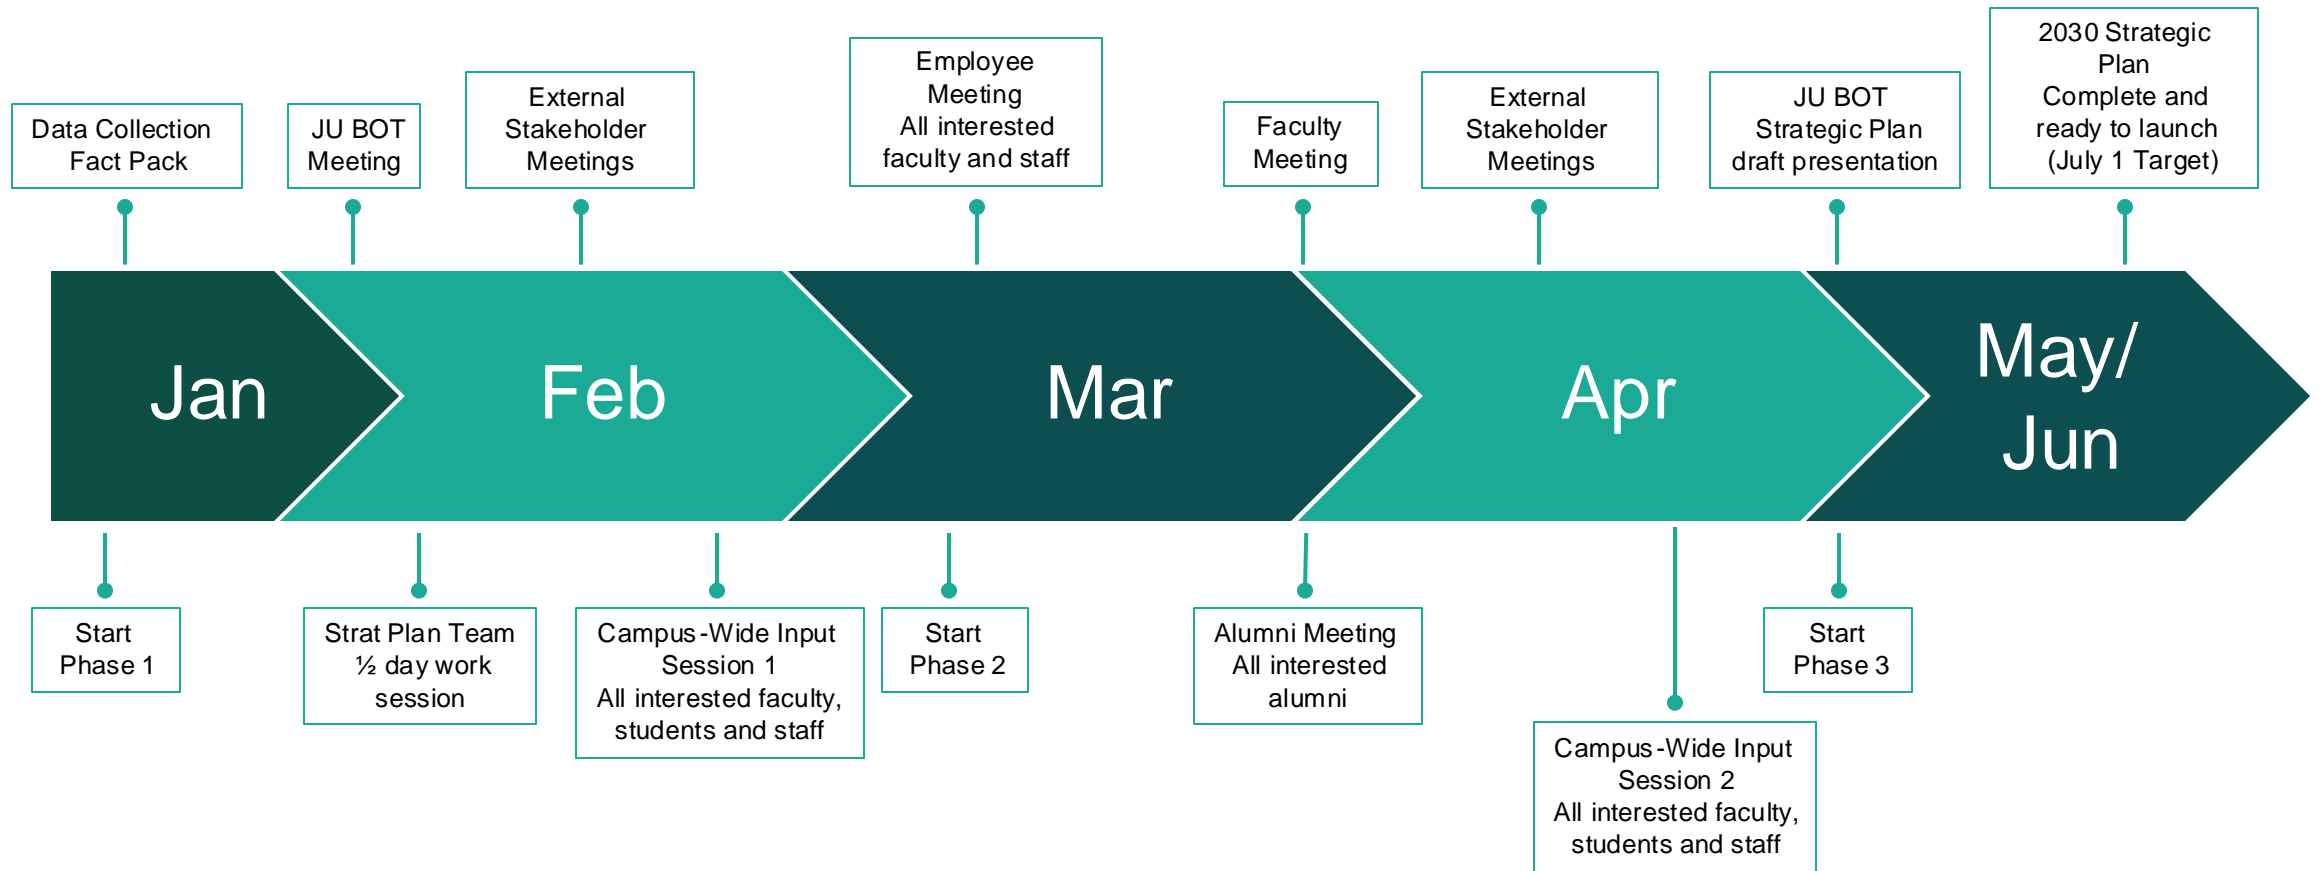 Data Collection
Fact Pack
JU BOT
Meeting
External
Stakeholder
Meetings
Employee
Meeting
All interested
faculty and staff
Faculty
Meeting
External
Stakeholder
Meetings
JU BOT
Strategic Plan
draft presentation
2030 Strategic
Plan
Complete and
ready to launch
(July 1 Target)
Jan
Feb
Mar
Apr
May/
Jun
Start
Phase 1
Strat Plan Team
½ day work
session
Campus-Wide Input
Session 1
All interested faculty,
students and staff
Start
Phase 2
Alumni Meeting
All interested
alumni
Campus-Wide Input
Session 2
All interested faculty,
students and staff
Start
Phase 3